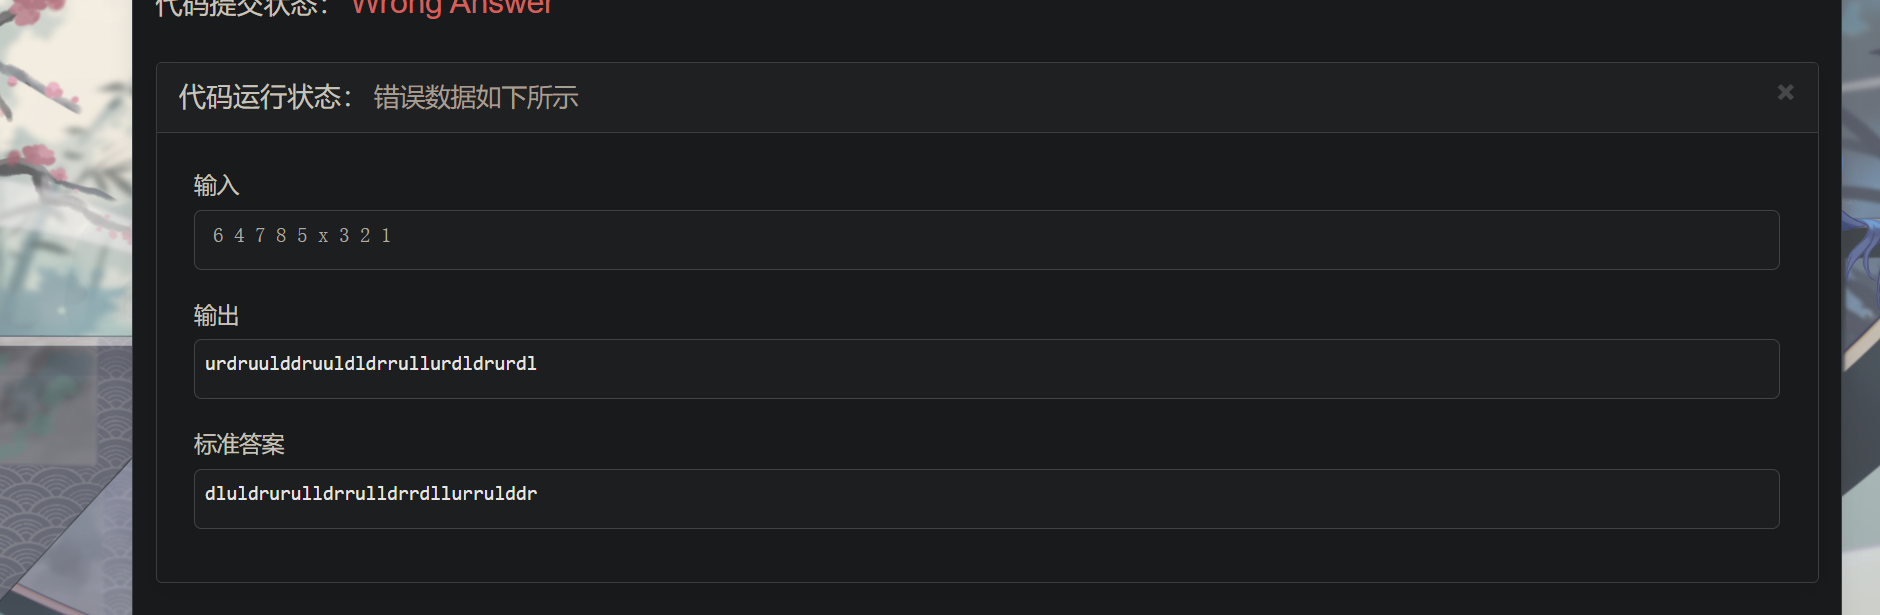 代码提交状态： Wrong Answer
代码运行状态： 错误数据如下所示
输入
6 4 7 8 5 x 3 2 1
输出
urdruulddruuldldrrullurdldrurdl
标准答案
dluldrurulldrrulldrrdllurrulddr